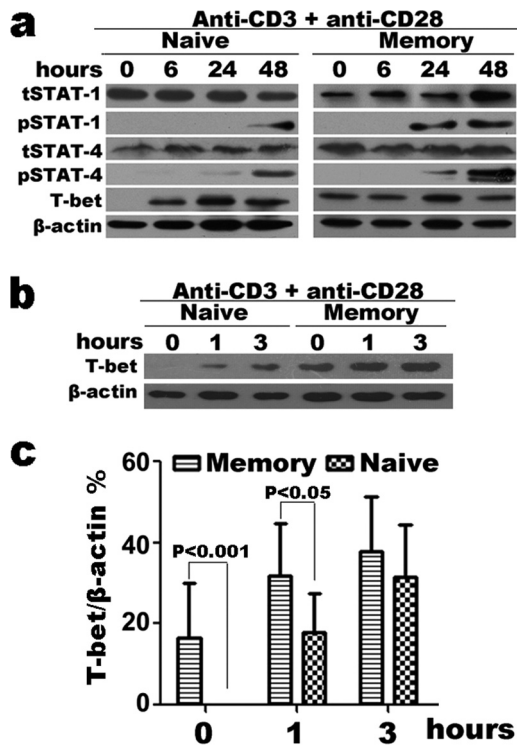 a
Anti-CD3 + anti-CD28
Naive Memory
hours 0 6 24 48 0 6 24 48
tSTAT-1
pSTAT-1
tSTAT-4
pSTAT-4
T-bet
β-actin
b
Anti-CD3 + anti-CD28
Naive Memory
hours 0 1 3 0 1 3
T-bet
β-actin
c
Memory Naive
60
P<0.05
P<0.001
40
20
0
T-bet/β-actin %
0 1 3 hours